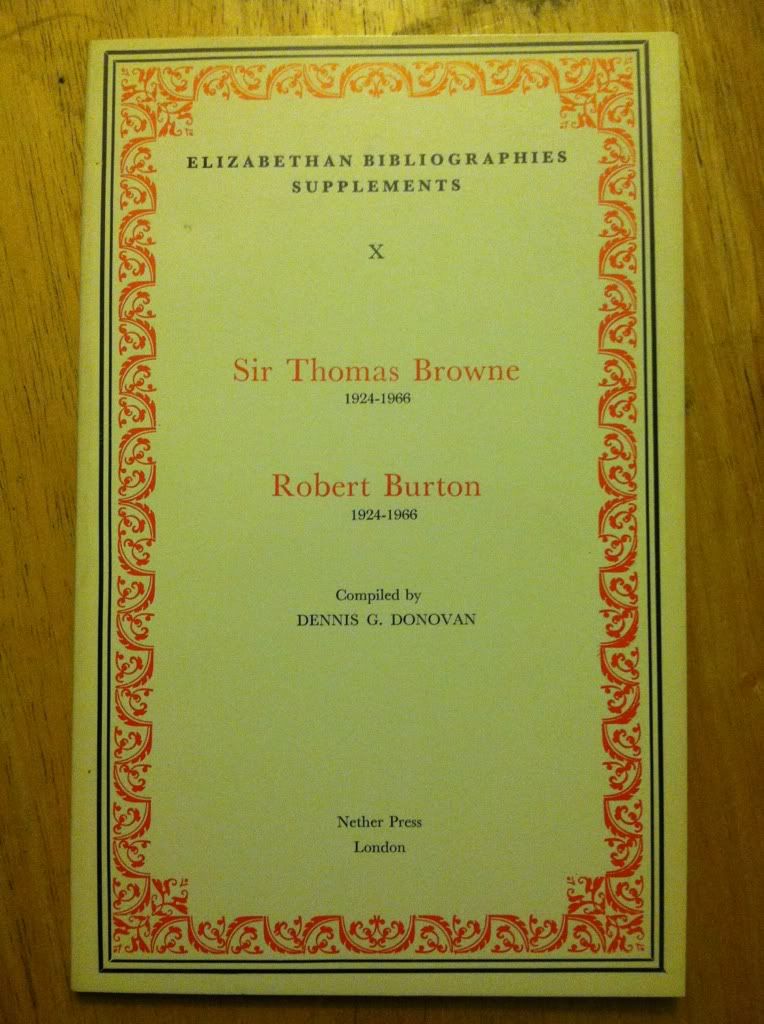 ELIZABETHAN BIBLIOGRAPHIES
SUPPLEMENTS
X
Sir Thomas Browne
1924-1966
Robert Burton
1924-1966
Compiled by
DENNIS G. DONOVAN
Nether Press
London